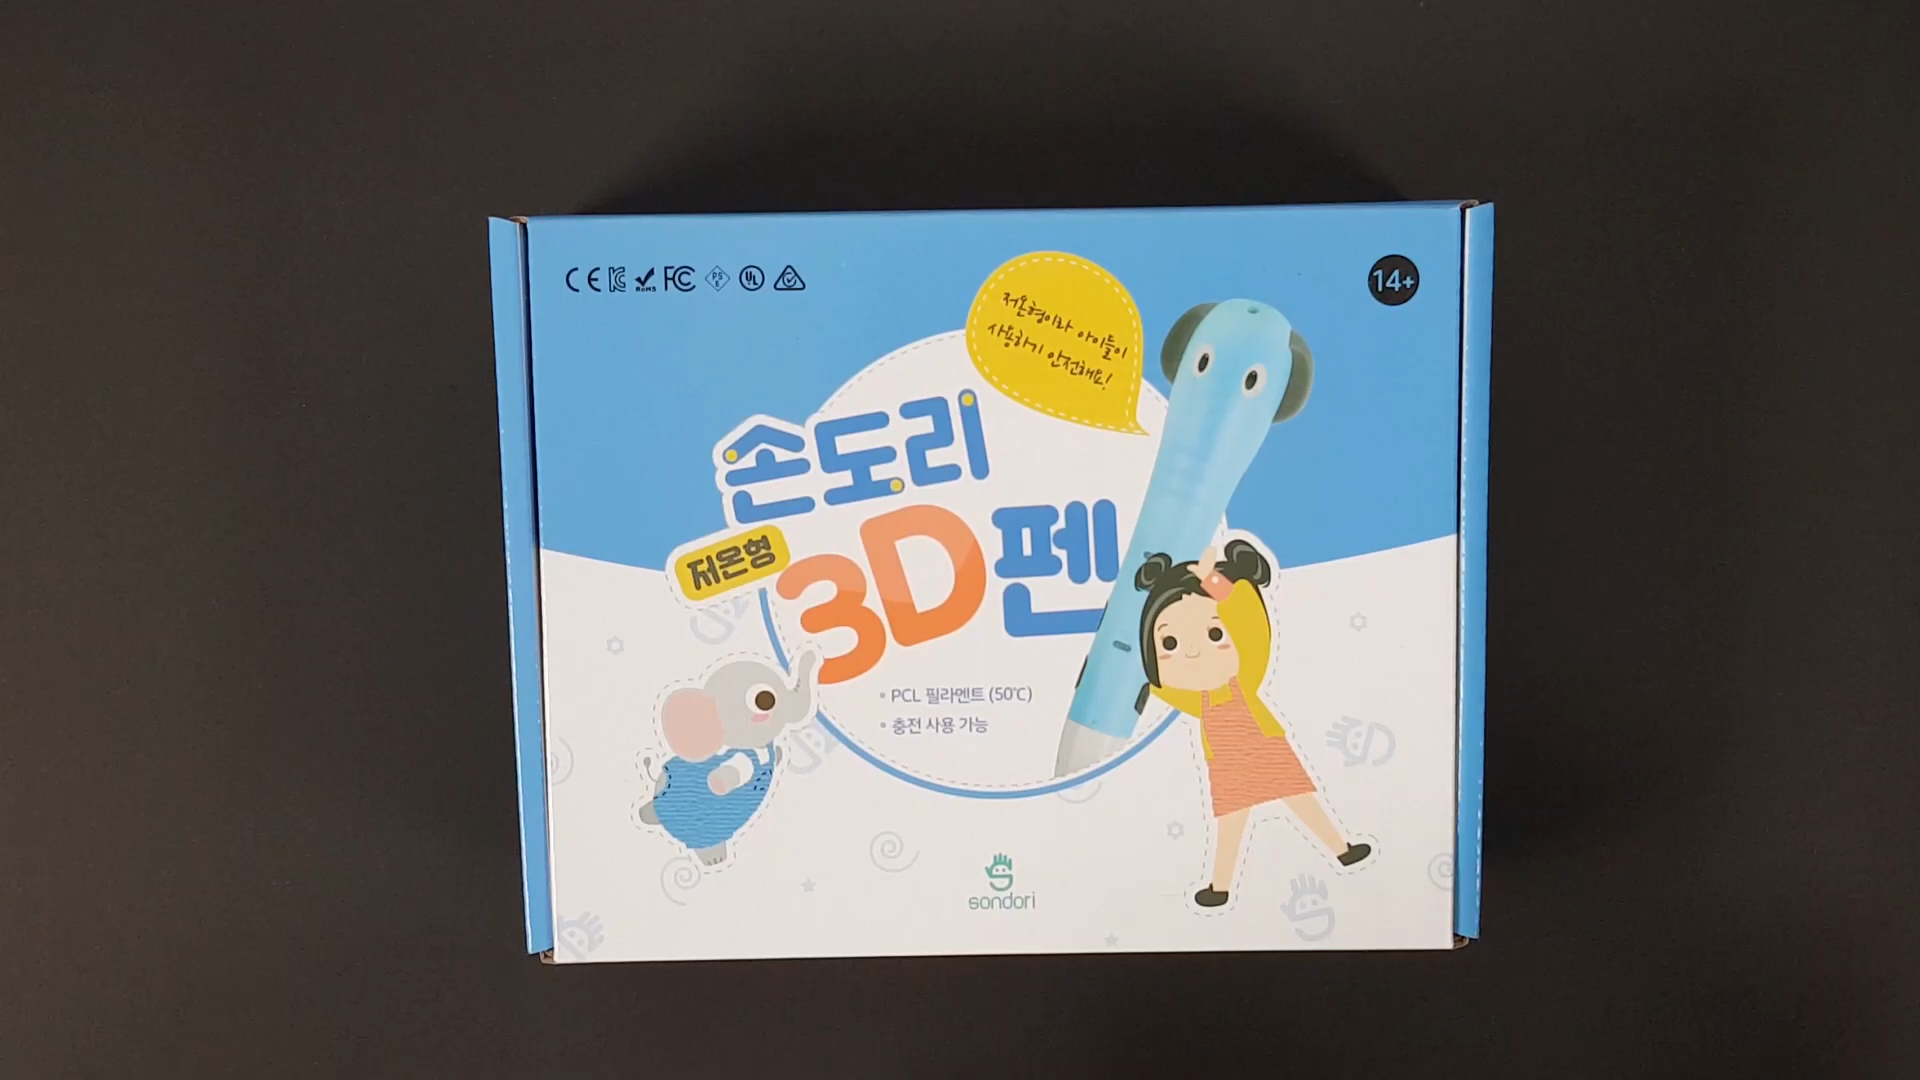 CE KC RoHS FC PSE UL
14+
저온형이라 아이들이
사용하기 안전해요!
손도리
저온형
3D펜
PCL 필라멘트 (50℃)
충전 사용 가능
sondori